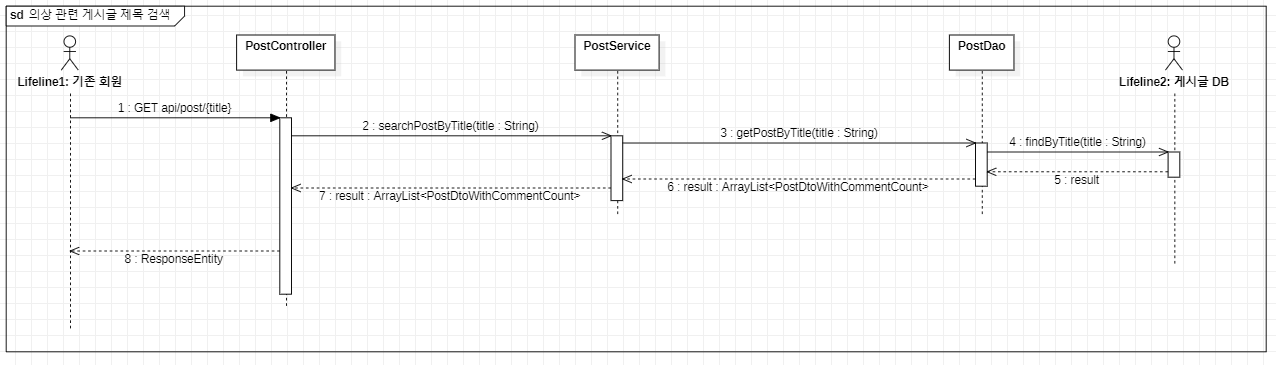 sd 의상 관련 게시글 제목 검색
PostController
PostService
PostDao
Lifeline1: 기존 회원
Lifeline2: 게시글 DB
1 : GET api/post/{title}
2 : searchPostByTitle(title : String)
3 : getPostByTitle(title : String)
4 : findByTitle(title : String)
5 : result
6 : result : ArrayList<PostDtoWithCommentCount>
7 : result : ArrayList<PostDtoWithCommentCount>
8 : ResponseEntity